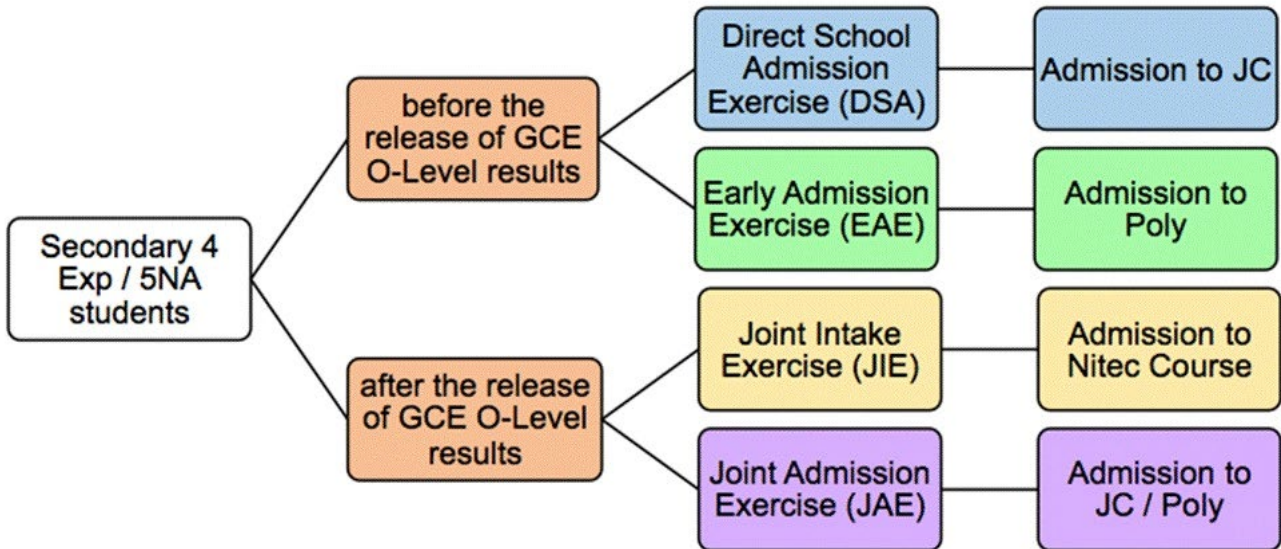 Secondary 4
Exp / 5NA
students
before the
release of GCE
O-Level results
after the release
of GCE O-Level
results
Direct School
Admission
Exercise (DSA)
Admission to JC
Early Admission
Exercise (EAE)
Admission to
Poly
Joint Intake
Exercise (JIE)
Admission to
Nitec Course
Joint Admission
Exercise (JAE)
Admission to
JC / Poly